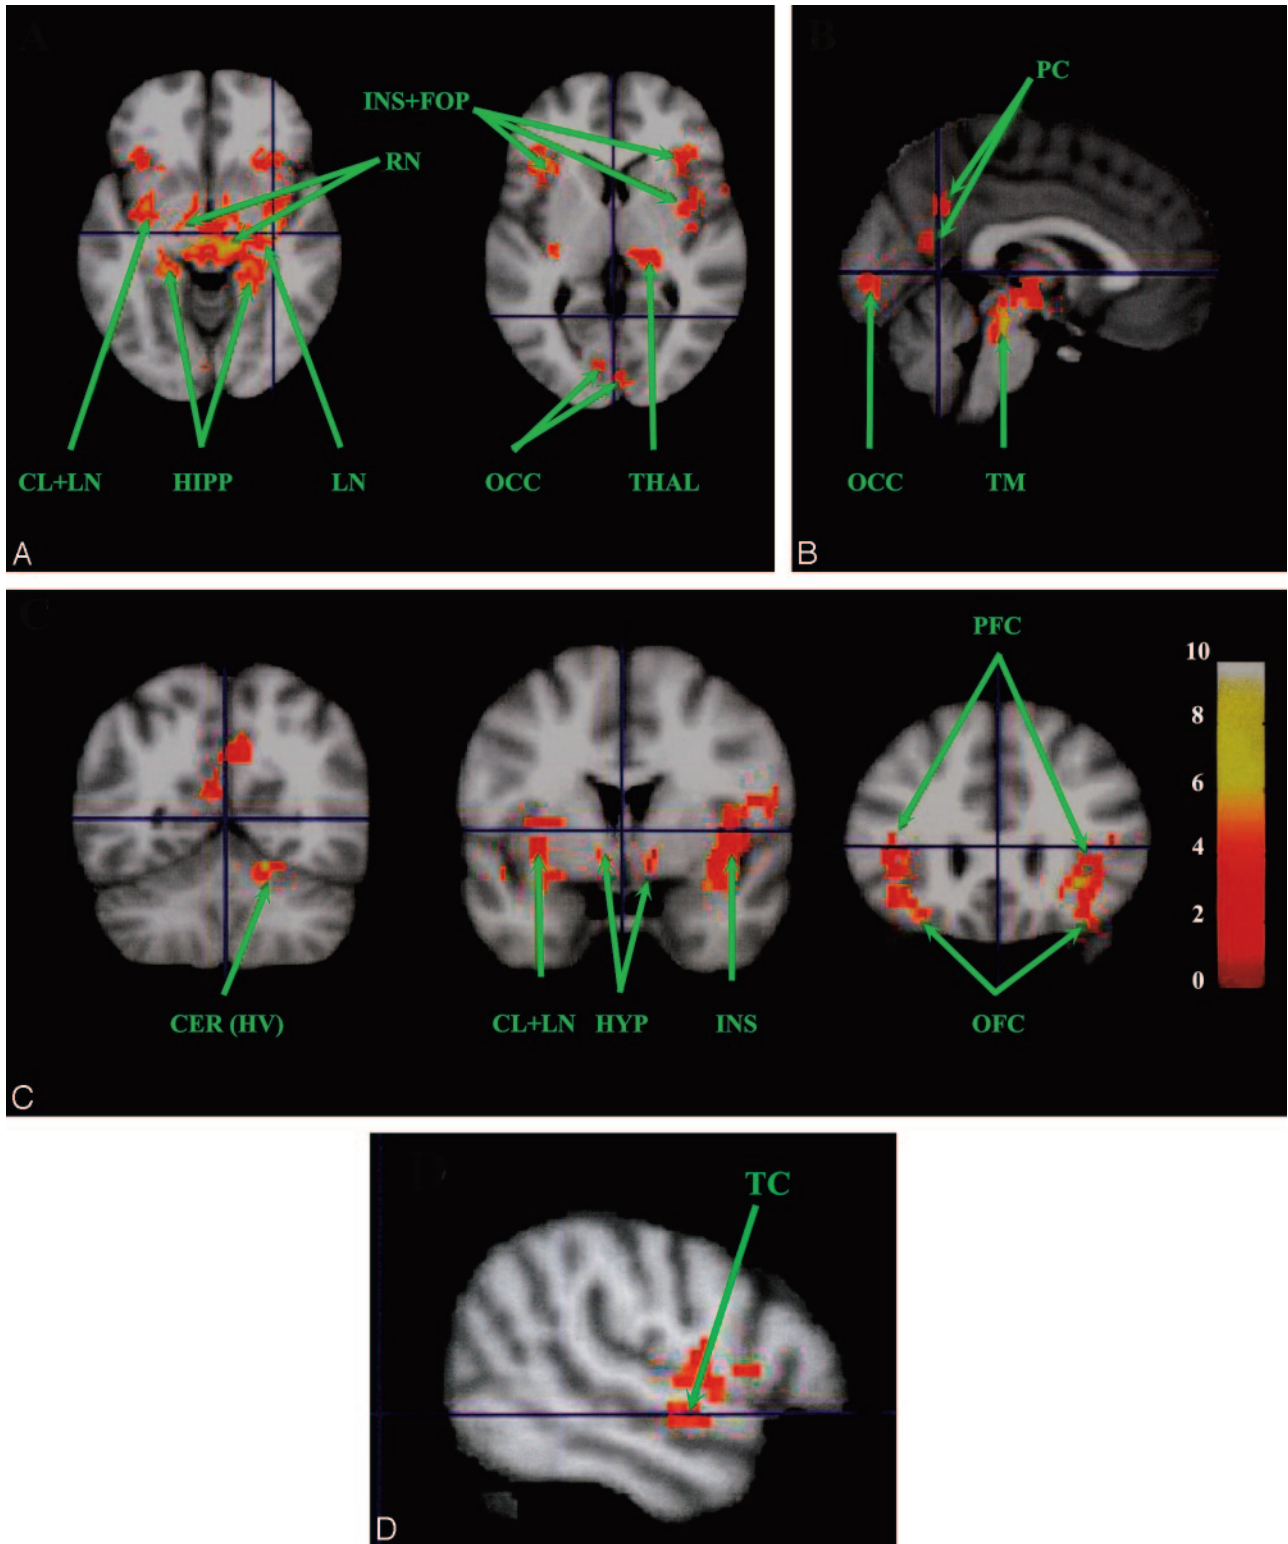 A
INS+FOP
RN
CL+LN
HIPP
LN
OCC
THAL
A
B
PC
OCC
TM
B
C
PFC
10
8
6
4
2
0
CER (HV)
CL+LN
HYP
INS
OFC
C
D
TC
D